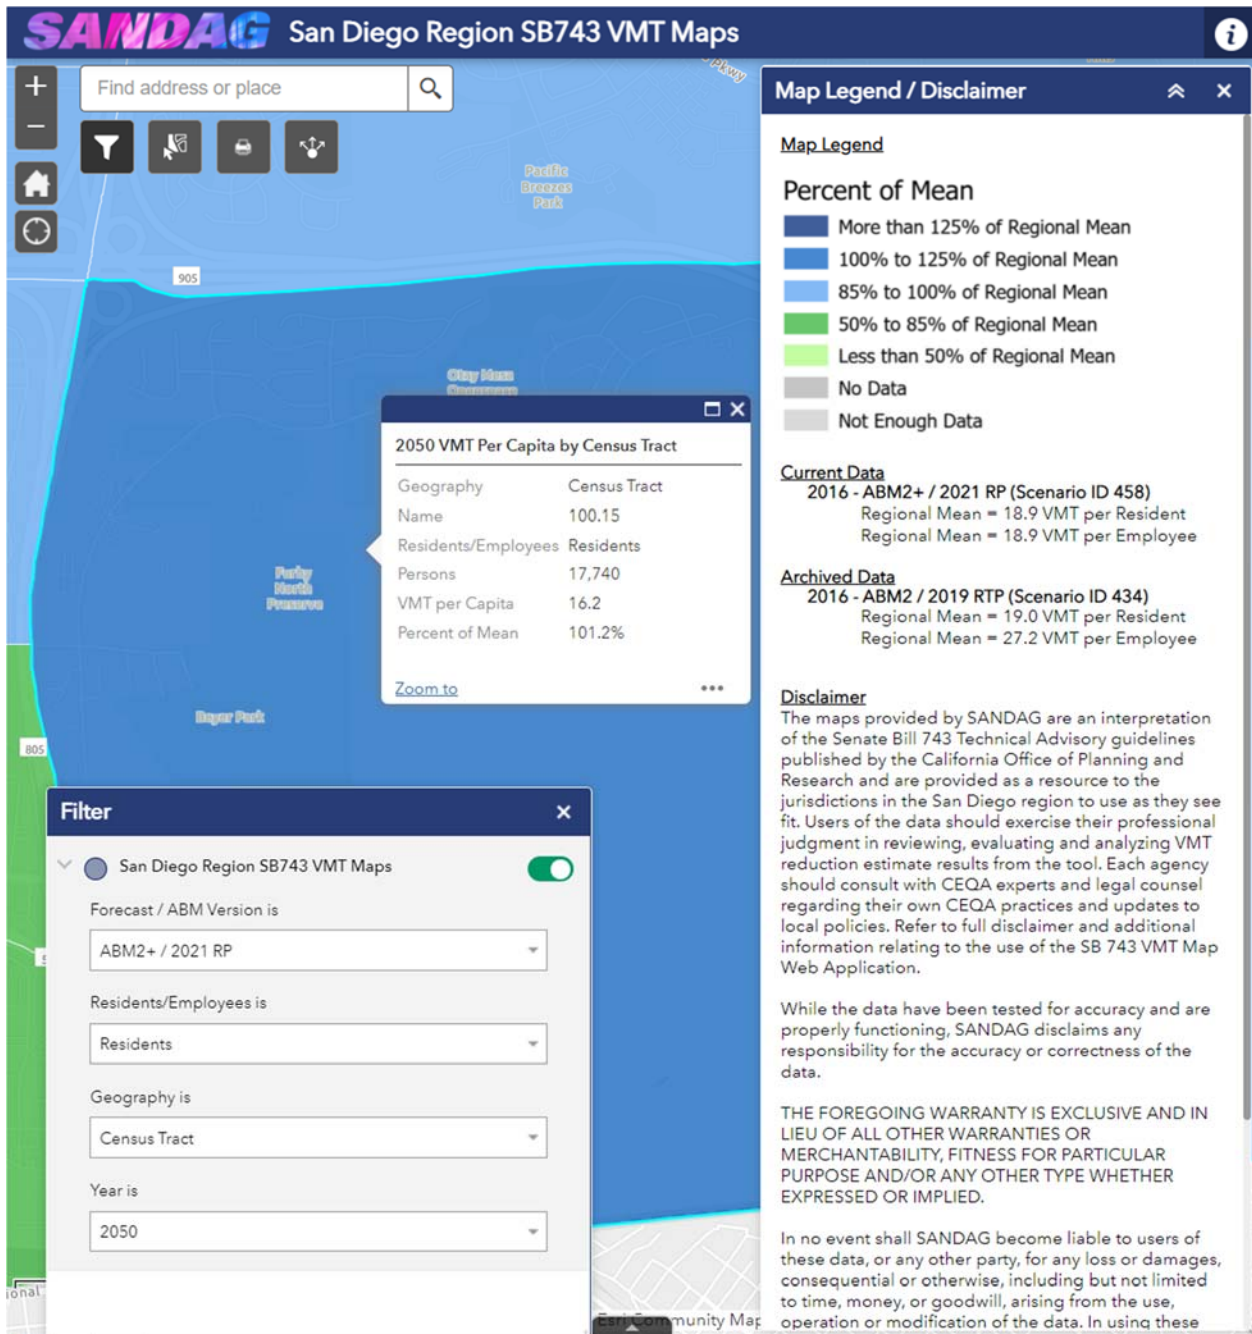 SANDAG San Diego Region SB743 VMT Maps
Find address or place
Pkwy
Pacific
Breezes
Park
905
Otay Mesa
Openspace
2050 VMT Per Capita by Census Tract
Geography Census Tract
Name 100.15
Residents/Employees Residents
Persons 17,740
VMT per Capita 16.2
Percent of Mean 101.2%
Zoom to
Furby
North
Preserve
Beyer Park
805
Filter
San Diego Region SB743 VMT Maps
Forecast / ABM Version is
ABM2+ / 2021 RP
Residents/Employees is
Residents
Geography is
Census Tract
Year is
2050
ional
Esri Community Map
Map Legend / Disclaimer
Map Legend
Percent of Mean
More than 125% of Regional Mean
100% to 125% of Regional Mean
85% to 100% of Regional Mean
50% to 85% of Regional Mean
Less than 50% of Regional Mean
No Data
Not Enough Data
Current Data
2016 - ABM2+ / 2021 RP (Scenario ID 458)
Regional Mean = 18.9 VMT per Resident
Regional Mean = 18.9 VMT per Employee
Archived Data
2016 - ABM2 / 2019 RTP (Scenario ID 434)
Regional Mean = 19.0 VMT per Resident
Regional Mean = 27.2 VMT per Employee
Disclaimer
The maps provided by SANDAG are an interpretation
of the Senate Bill 743 Technical Advisory guidelines
published by the California Office of Planning and
Research and are provided as a resource to the
jurisdictions in the San Diego region to use as they see
fit. Users of the data should exercise their professional
judgment in reviewing, evaluating and analyzing VMT
reduction estimate results from the tool. Each agency
should consult with CEQA experts and legal counsel
regarding their own CEQA practices and updates to
local policies. Refer to full disclaimer and additional
information relating to the use of the SB 743 VMT Map
Web Application.
While the data have been tested for accuracy and are
properly functioning, SANDAG disclaims any
responsibility for the accuracy or correctness of the
data.
THE FOREGOING WARRANTY IS EXCLUSIVE AND IN
LIEU OF ALL OTHER WARRANTIES OR
MERCHANTABILITY, FITNESS FOR PARTICULAR
PURPOSE AND/OR ANY OTHER TYPE WHETHER
EXPRESSED OR IMPLIED.
In no event shall SANDAG become liable to users of
these data, or any other party, for any loss or damages,
consequential or otherwise, including but not limited
to time, money, or goodwill, arising from the use,
operation or modification of the data. In using these